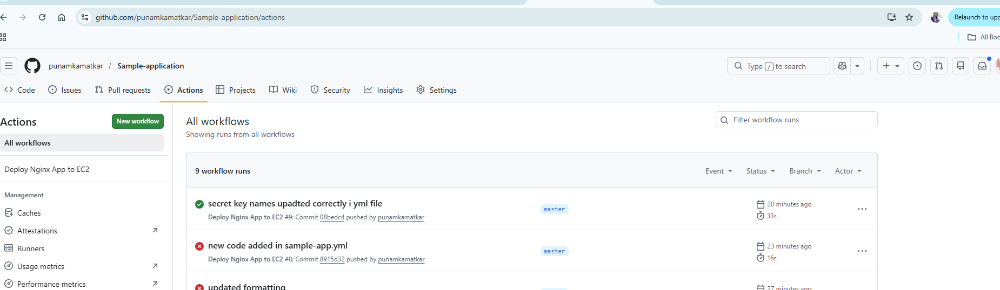 github.com/punamkamatkar/Sample-application/actions
Relaunch to upd
All Boo
punamkamatkar / Sample-application
Type / to search
Code
Issues
Pull requests
Actions
Projects
Wiki
Security
Insights
Settings
Actions
New workflow
All workflows
Deploy Nginx App to EC2
Management
Caches
Attestations
Runners
Usage metrics
Performance metrics
All workflows
Showing runs from all workflows
Filter workflow runs
9 workflow runs
Event
Status
Branch
Actor
secret key names upadted correctly i yml file
Deploy Nginx App to EC2 #9: Commit 08bedc4 pushed by punamkamatkar
master
20 minutes ago
33s
new code added in sample-app.yml
Deploy Nginx App to EC2 #8: Commit 8915d32 pushed by punamkamatkar
master
23 minutes ago
16s
updated formatting
27 minutes ago